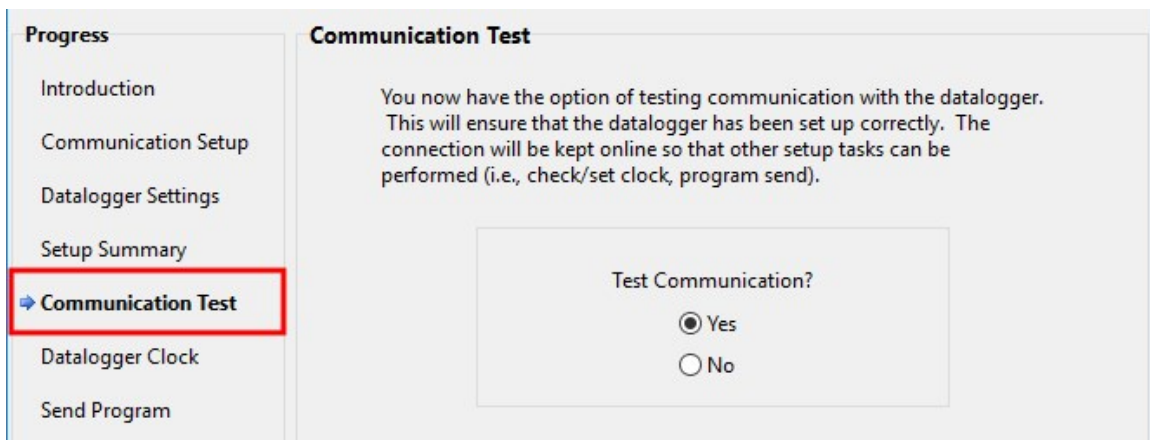 Progress
Introduction
Communication Setup
Datalogger Settings
Setup Summary
Communication Test
Datalogger Clock
Send Program
Communication Test
You now have the option of testing communication with the datalogger.
This will ensure that the datalogger has been set up correctly.  The
connection will be kept online so that other setup tasks can be
performed (i.e., check/set clock, program send).
Test Communication?
Yes
No